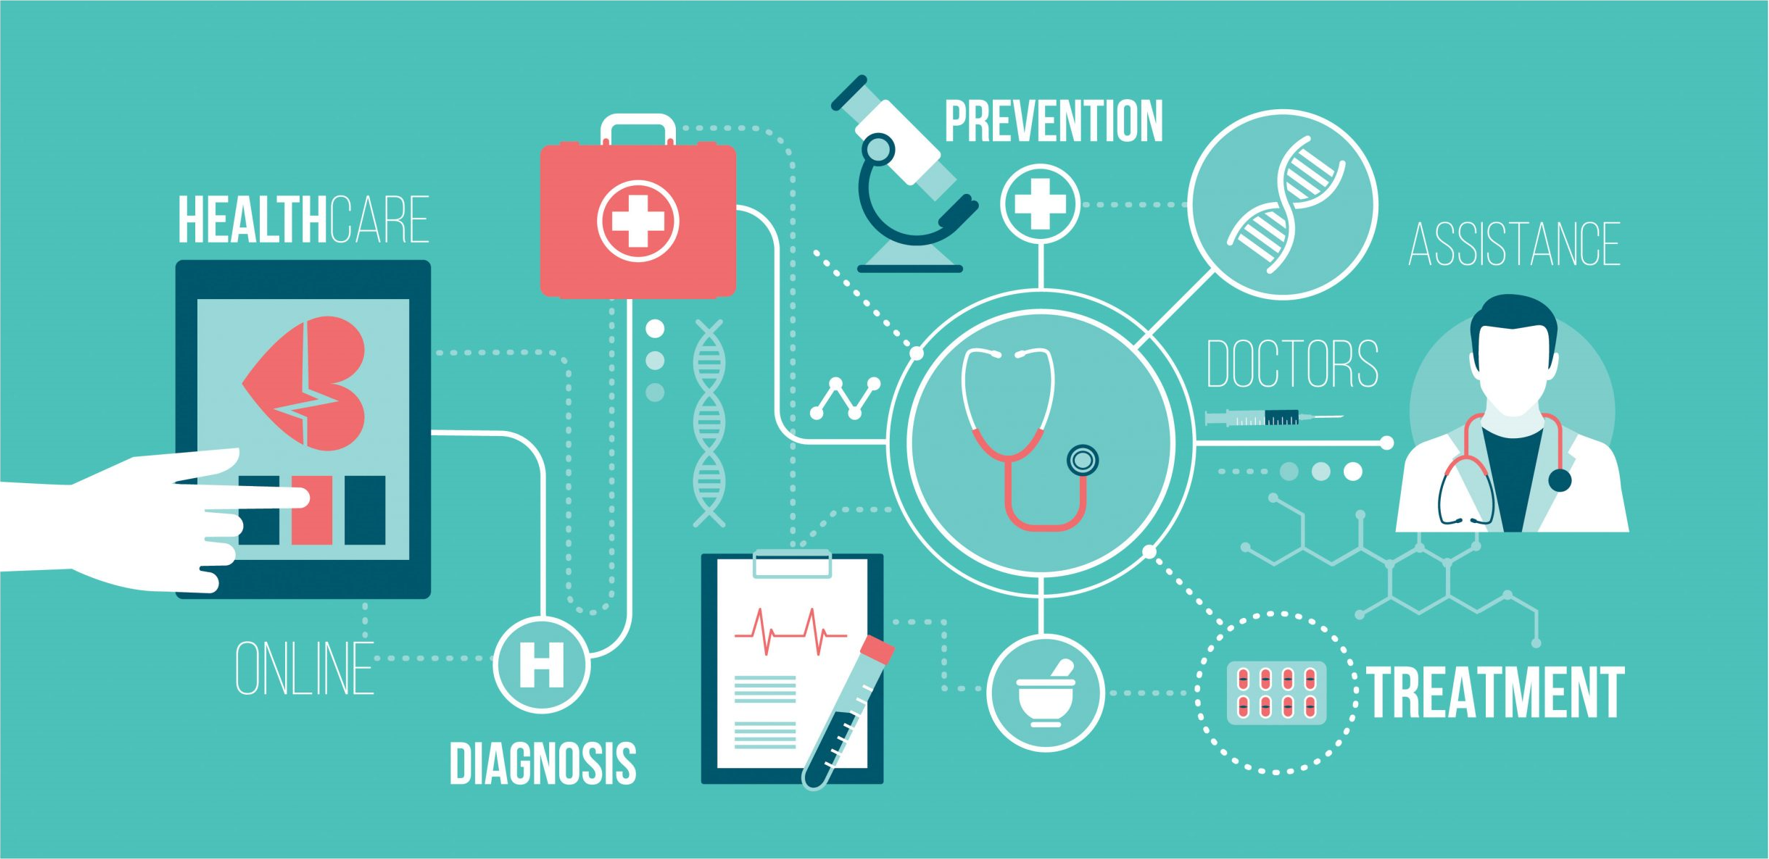 PREVENTION
HEALTHCARE
ASSISTANCE
DOCTORS
ONLINE
H
TREATMENT
DIAGNOSIS